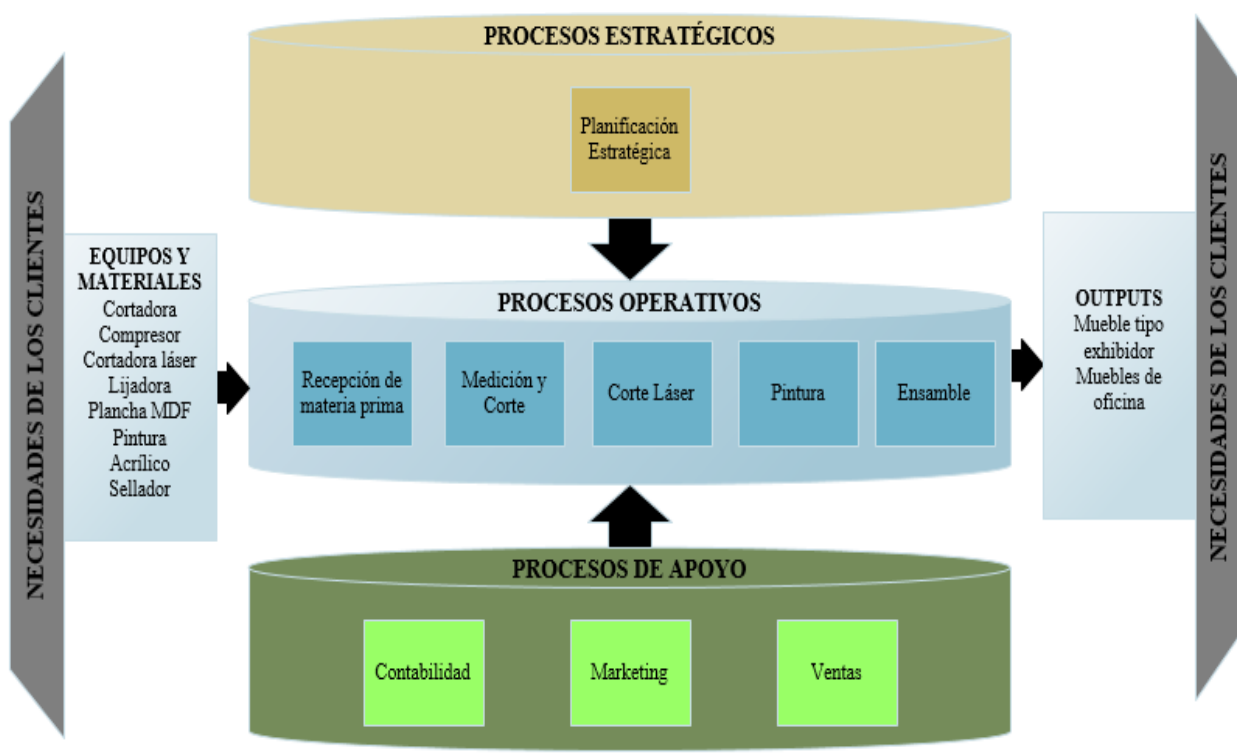 NECESIDADES DE LOS CLIENTES
PROCESOS ESTRATÉGICOS
Planificación
Estratégica
EQUIPOS Y
MATERIALES
Cortadora
Compresor
Cortadora láser
Lijadora
Plancha MDF
Pintura
Acrílico
Sellador
PROCESOS OPERATIVOS
Recepción de
materia prima
Medición y
Corte
Corte Láser
Pintura
Ensamble
OUTPUTS
Mueble tipo
exhibidor
Muebles de
oficina
PROCESOS DE APOYO
Contabilidad
Marketing
Ventas
NECESIDADES DE LOS CLIENTES